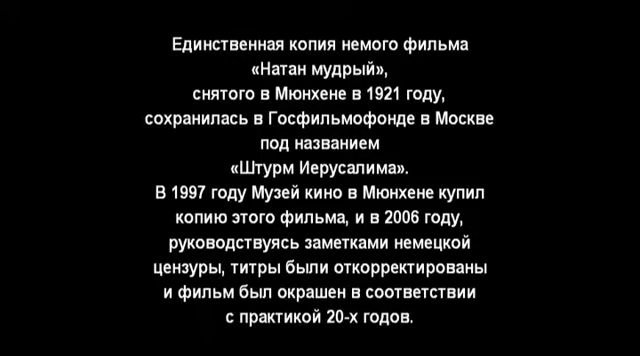 Единственная копия немого фильма
«Натан мудрый»,
снятого в Мюнхене в 1921 году,
сохранилась в Госфильмофонде в Москве
под названием
«Штурм Иерусалима».
В 1997 году Музей кино в Мюнхене купил
копию этого фильма, и в 2006 году,
руководствуясь заметками немецкой
цензуры, титры были откорректированы
и фильм был окрашен в соответствии
с практикой 20-х годов.